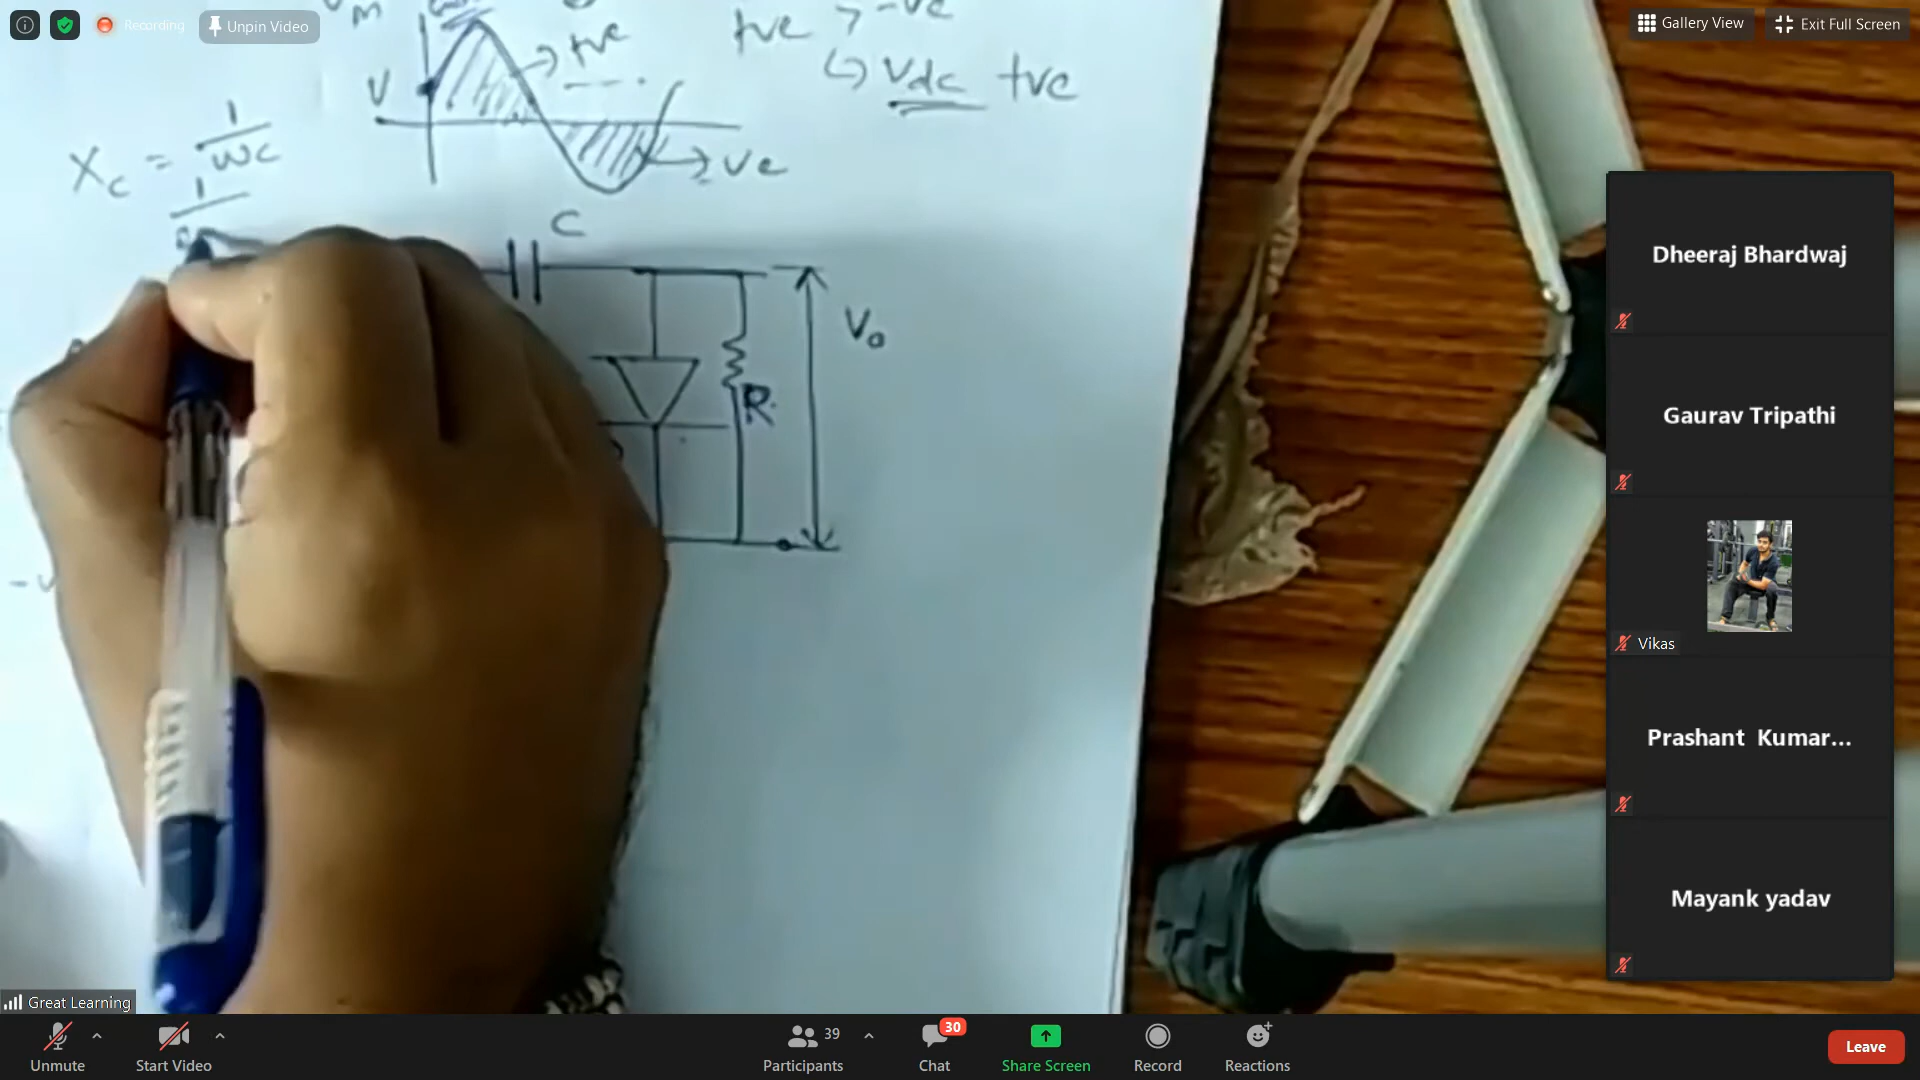 Recording
Unpin Video
Gallery View
Exit Full Screen
m
+ve
+ve → -ve
↳ Vdc +ve
V
Xc = 1/wc
→ ve
1
C
Vo
R
- V
Dheeraj Bhardwaj
Gaurav Tripathi
Vikas
Prashant Kumar...
Mayank yadav
Great Learning
Unmute
Start Video
39
Participants
30
Chat
Share Screen
Record
Reactions
Leave